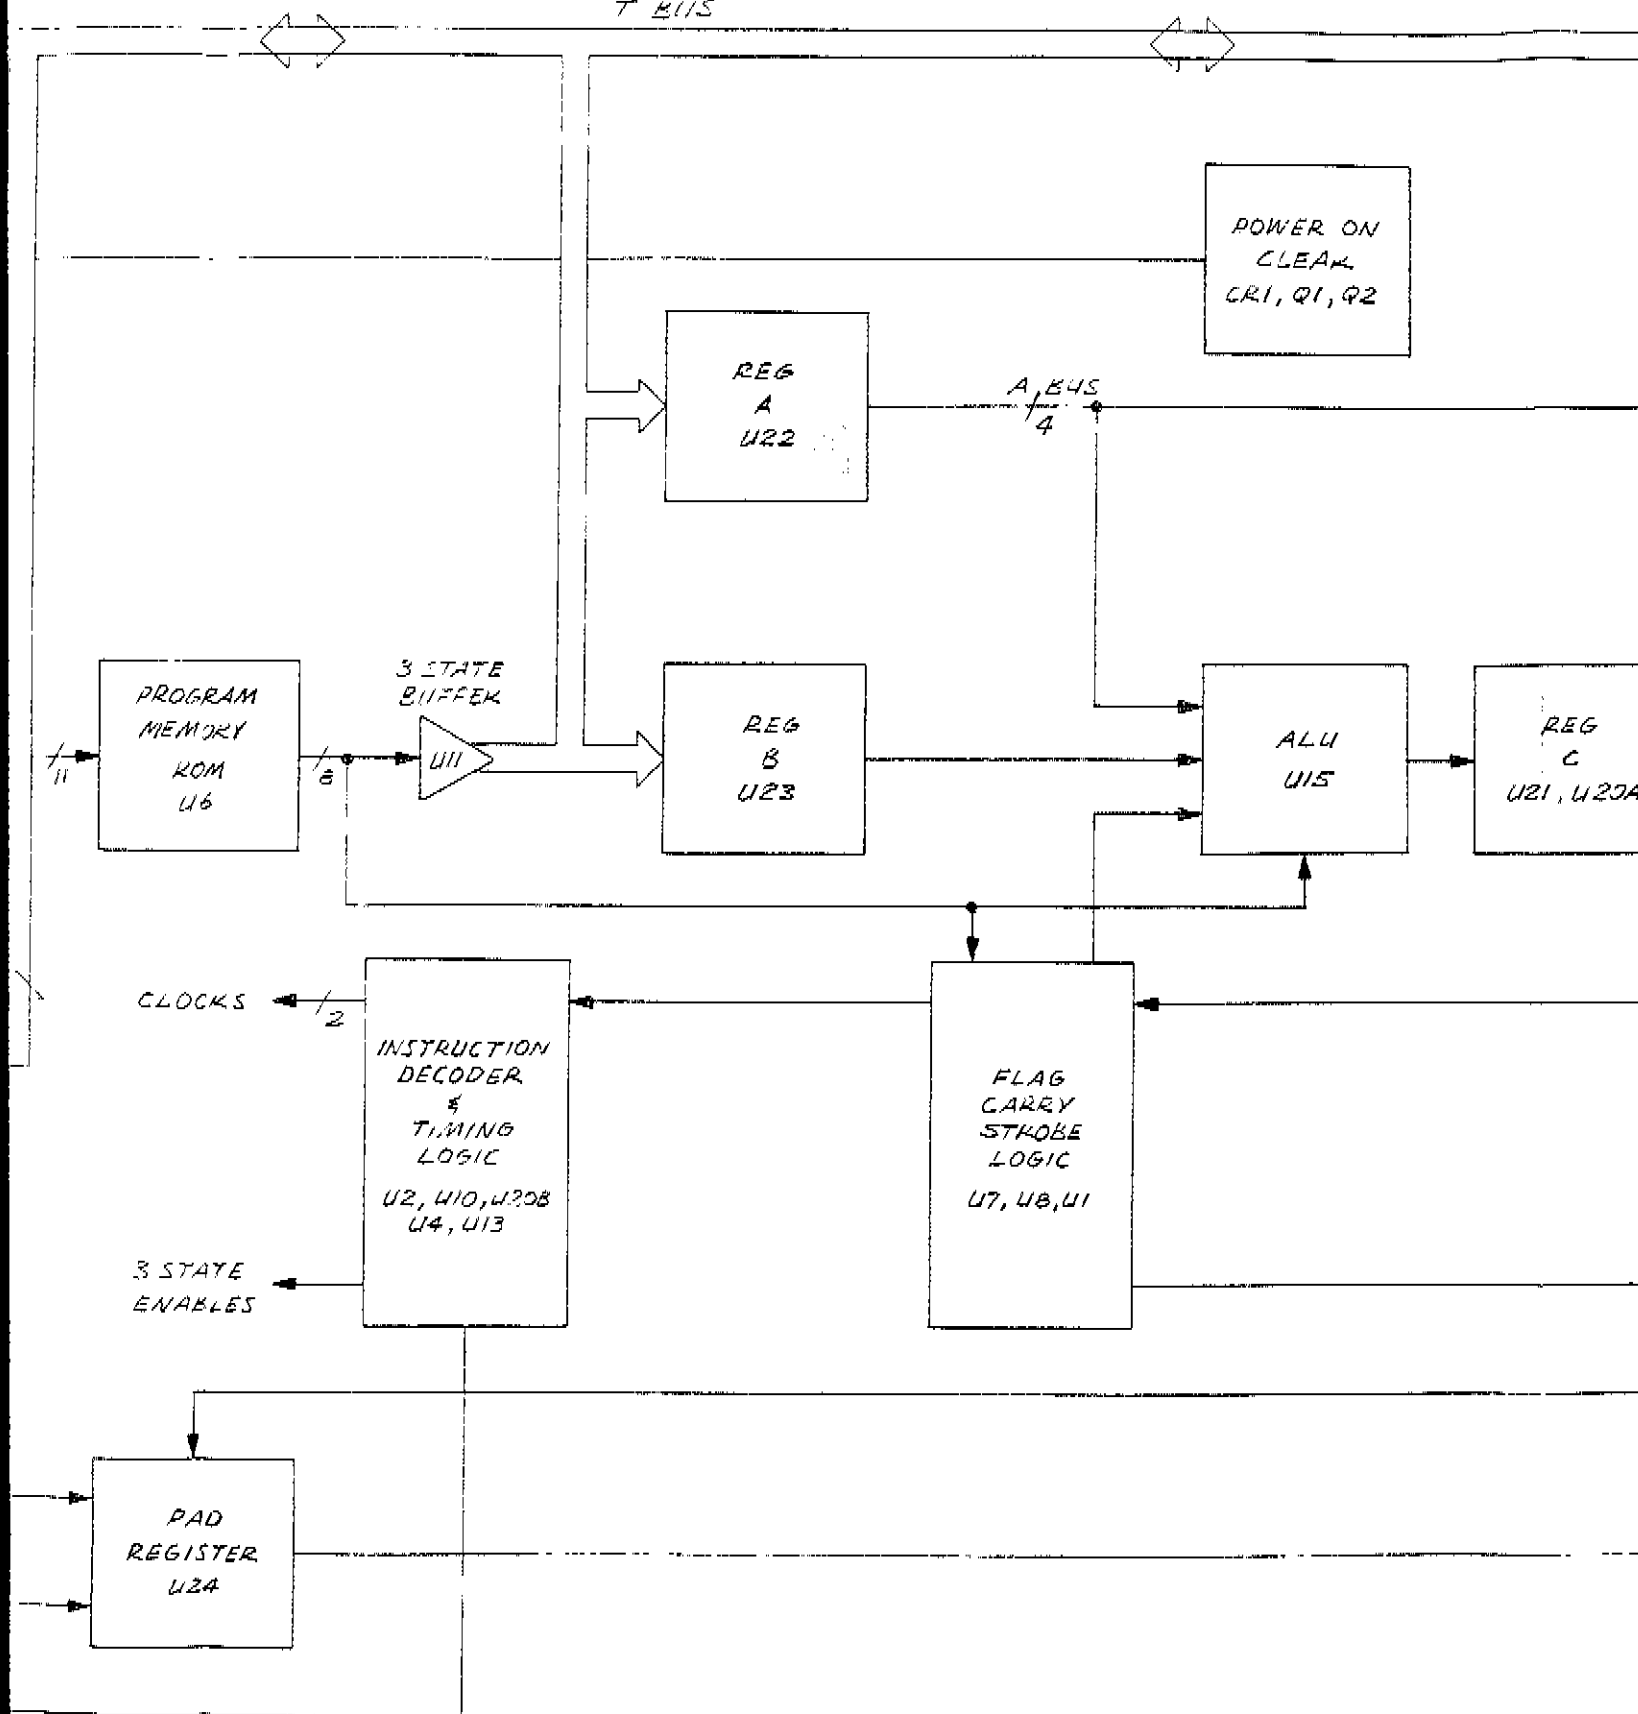 T BUS
POWER ON
CLEAR
CR1, Q1, Q2
REG
A
U22
A, BUS
4
3 STATE
BUFFER
PROGRAM
MEMORY
ROM
U6
11
8
U11
REG
B
U23
ALU
U15
REG
C
U21, U20A
CLOCKS
2
INSTRUCTION
DECODER
&
TIMING
LOGIC
U2, U10, U20B
U4, U13
FLAG
CARRY
STROBE
LOGIC
U7, U8, U1
3 STATE
ENABLES
PAD
REGISTER
U24